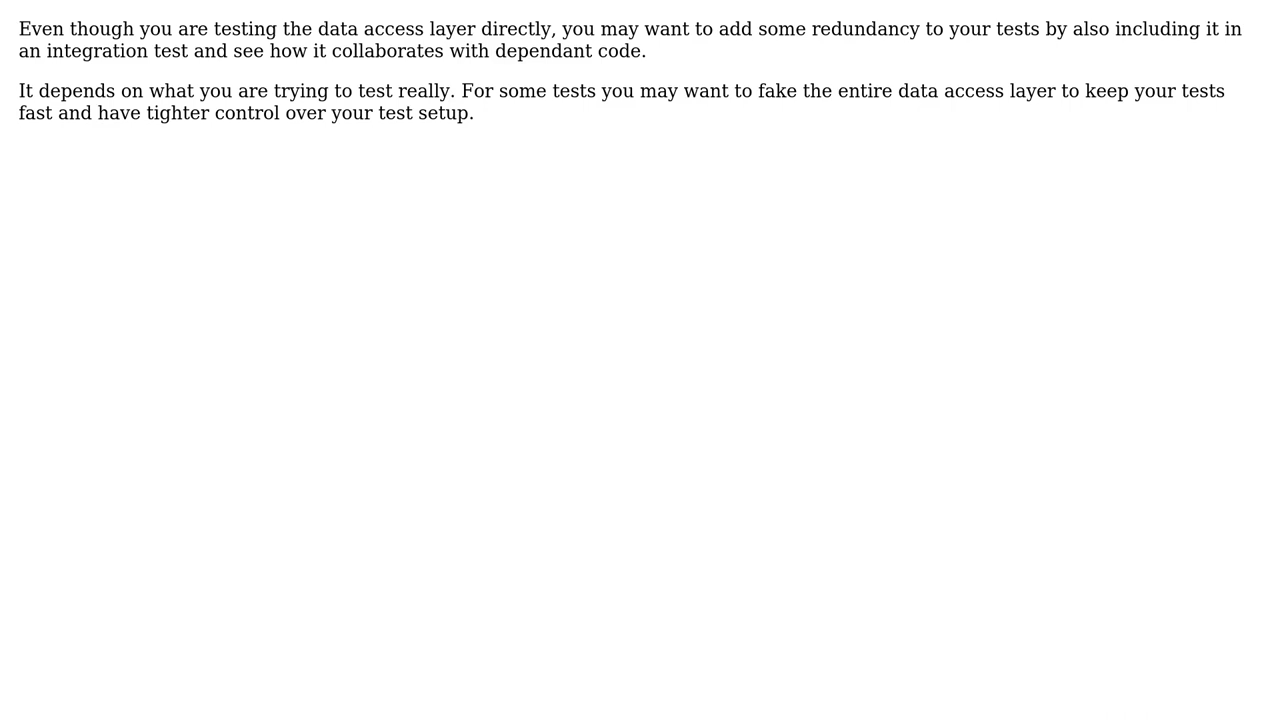 Even though you are testing the data access layer directly, you may want to add some redundancy to your tests by also including it in
an integration test and see how it collaborates with dependant code.
It depends on what you are trying to test really. For some tests you may want to fake the entire data access layer to keep your tests
fast and have tighter control over your test setup.